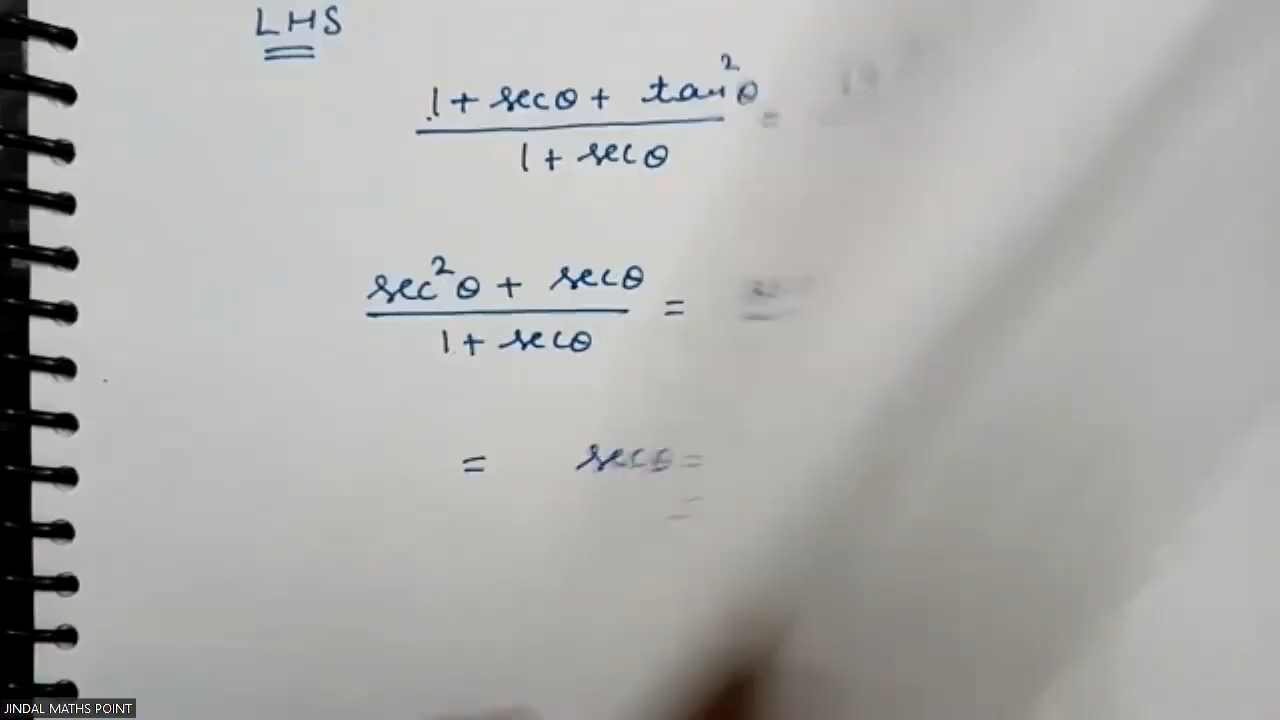 LHS
1 + secθ + tan²θ =
1 + secθ
sec²θ + secθ =
1 + secθ
= secθ =
JINDAL MATHS POINT